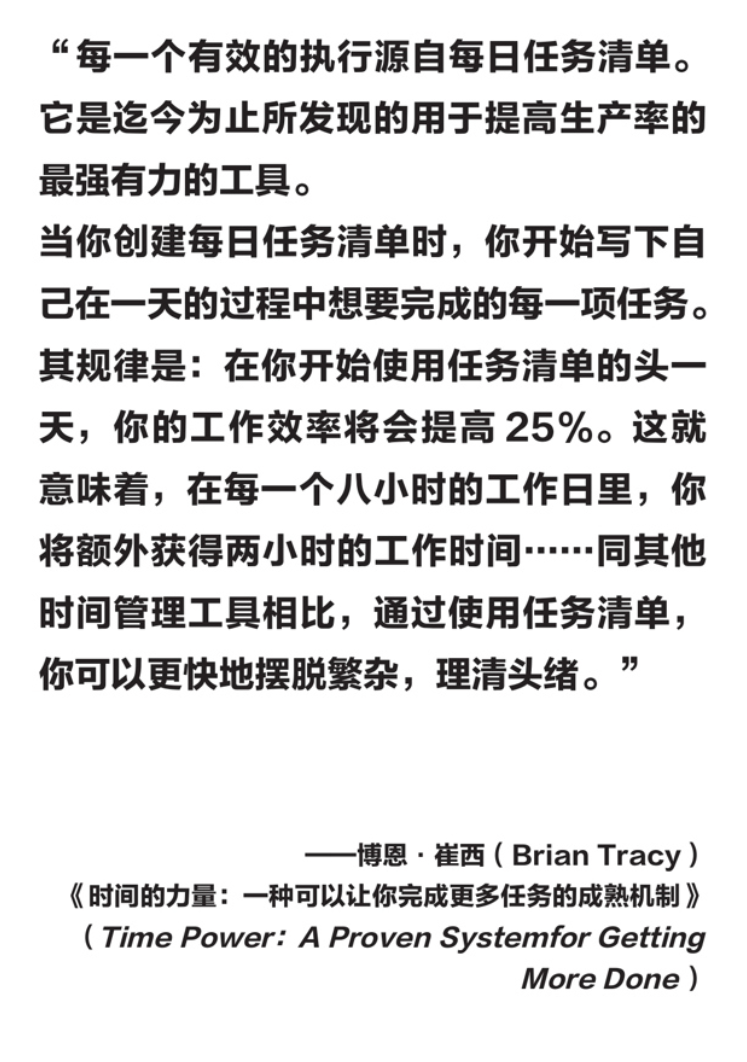 “每一个有效的执行源自每日任务清单。
它是迄今为止所发现的用于提高生产率的
最强有力的工具。
当你创建每日任务清单时，你开始写下自
己在一天的过程中想要完成的每一项任务。
其规律是：在你开始使用任务清单的头一
天，你的工作效率将会提高 25%。这就
意味着，在每一个八小时的工作日里，你
将额外获得两小时的工作时间……同其他
时间管理工具相比，通过使用任务清单，
你可以更快地摆脱繁杂，理清头绪。”
——博恩·崔西（Brian Tracy）
《时间的力量：一种可以让你完成更多任务的成熟机制》
（Time Power：A Proven Systemfor Getting
More Done）